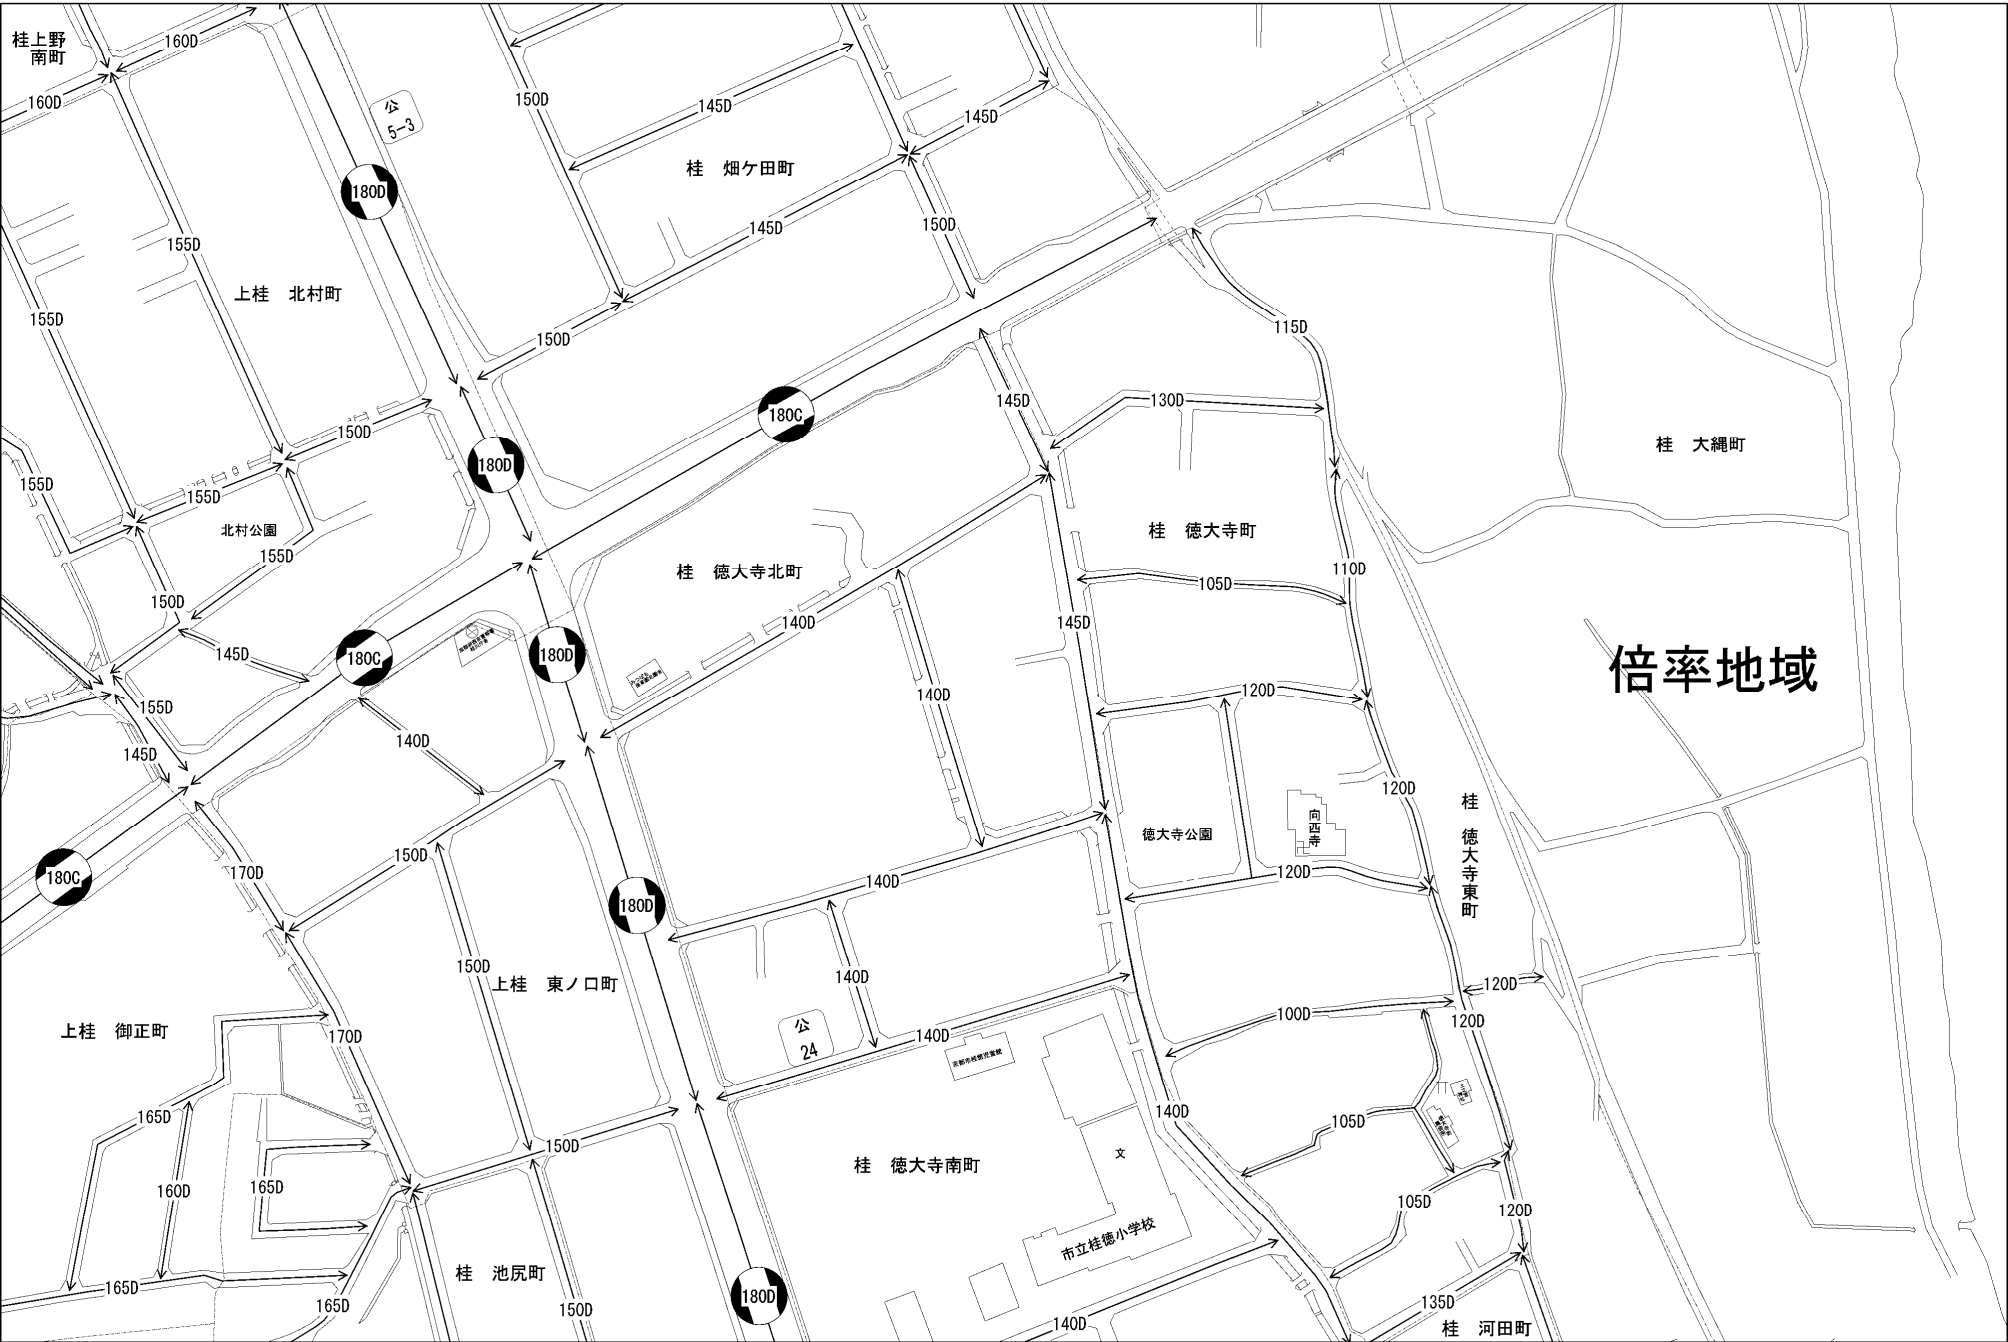 桂上野
南町
160D
160D
公
5-3
180D
150D
145D
145D
桂 畑ケ田町
155D
150D
145D
上桂 北村町
155D
150D
115D
180C
145D
130D
150D
桂 大縄町
180D
155D
155D
北村公園
155D
桂 徳大寺町
110D
105D
桂 徳大寺北町
150D
140D
145D
145D
180C
180D
倍率地域
155D
145D
140D
140D
120D
120D
桂 徳大寺東町
向西寺
徳大寺公園
150D
170D
180C
140D
120D
180D
150D
140D
上桂 東ノ口町
120D
100D
120D
公
24
140D
上桂 御正町
170D
165D
140D
105D
150D
文
桂 徳大寺南町
160D
165D
105D
120D
市立桂徳小学校
桂 池尻町
165D
165D
150D
180D
140D
135D
桂 河田町